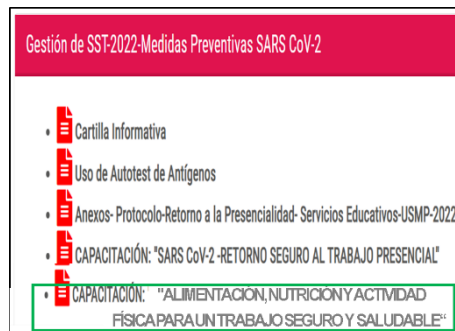 Gestión de SST-2022-Medidas Preventivas SARS CoV-2
Cartilla Informativa
Uso de Autotest de Antígenos
Anexos- Protocolo-Retorno a la Presencialidad- Servicios Educativos-USMP-2022
CAPACITACIÓN: "SARS CoV-2 -RETORNO SEGURO AL TRABAJO PRESENCIAL"
CAPACITACIÓN: "ALIMENTACIÓN, NUTRICIÓN Y ACTIVIDAD
FÍSICA PARA UN TRABAJO SEGURO Y SALUDABLE"